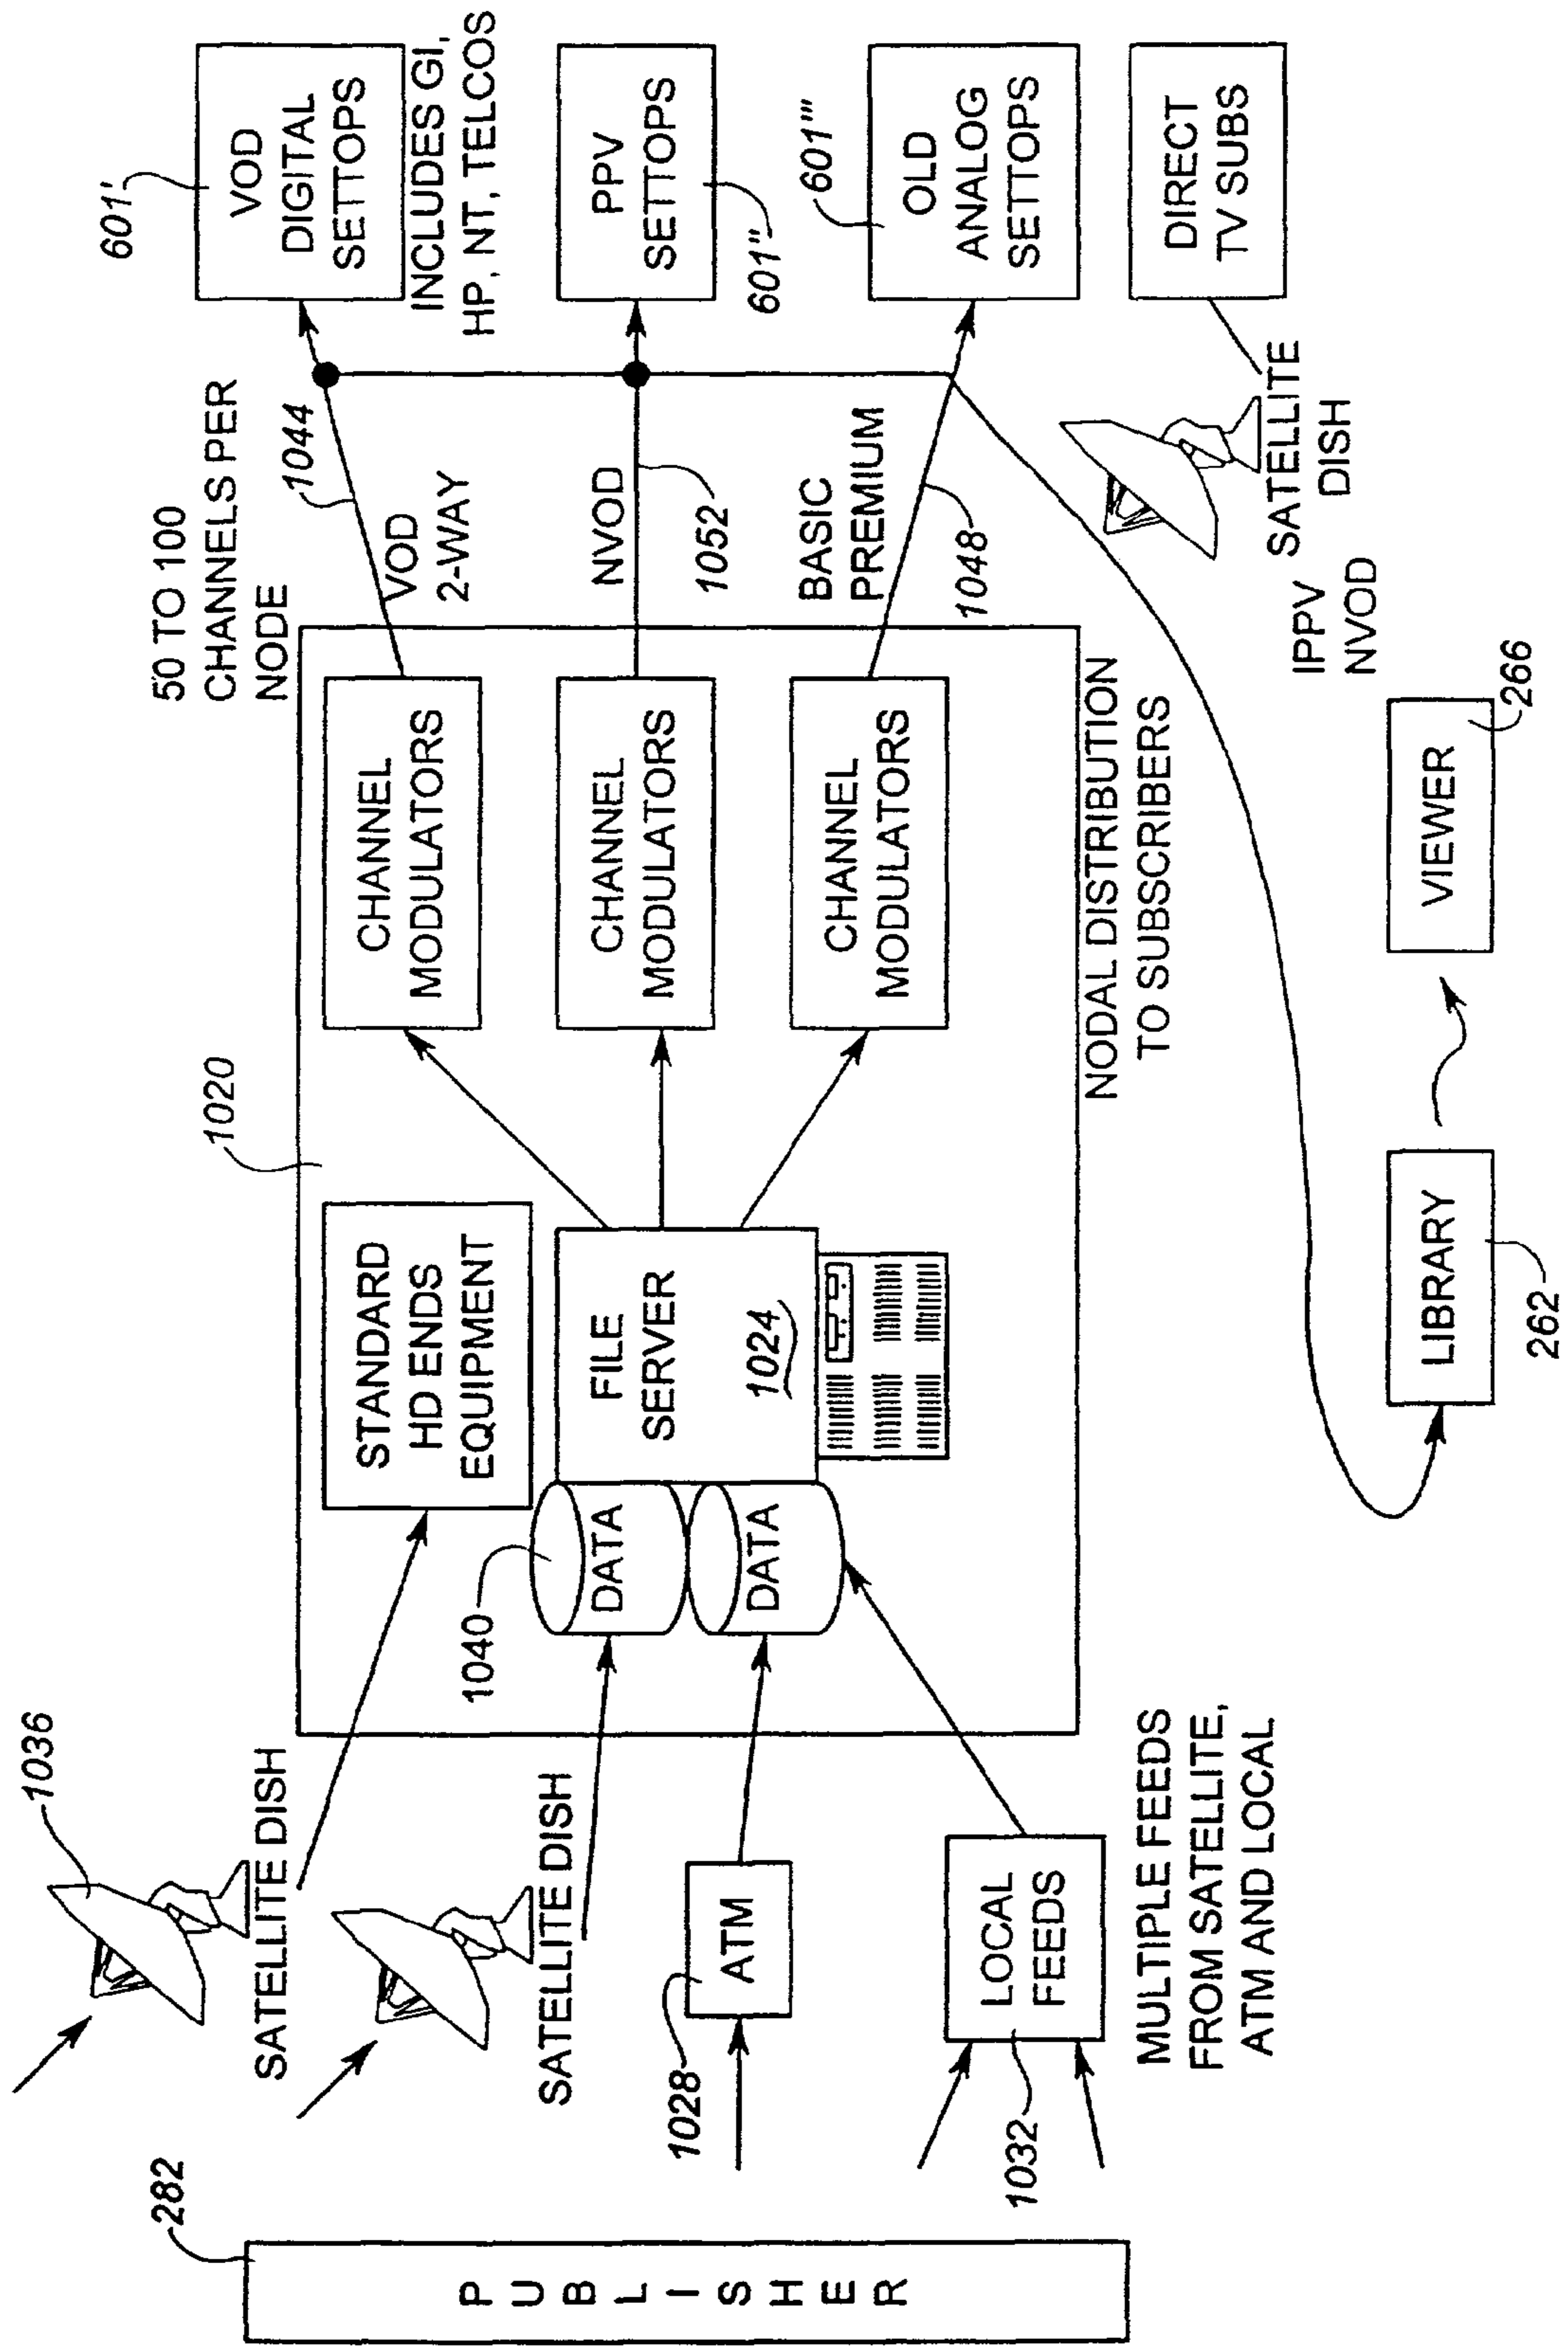 282
PUBLISHER
1036
SATELLITE DISH
SATELLITE DISH
1028
ATM
1032
LOCAL
FEEDS
MULTIPLE FEEDS
FROM SATELLITE,
ATM AND LOCAL
1020
STANDARD
HD ENDS
EQUIPMENT
1040
DATA
DATA
FILE
SERVER
1024
CHANNEL
MODULATORS
CHANNEL
MODULATORS
CHANNEL
MODULATORS
NODAL DISTRIBUTION
TO SUBSCRIBERS
50 TO 100
CHANNELS PER
NODE
1044
VOD
2-WAY
NVOD
1052
BASIC
PREMIUM
1048
601'
VOD
DIGITAL
SETTOPS
INCLUDES GI,
HP, NT, TELCOS
PPV
SETTOPS
601"
601'''
OLD
ANALOG
SETTOPS
DIRECT
TV SUBS
SATELLITE
DISH
IPPV
NVOD
LIBRARY
262
VIEWER
266